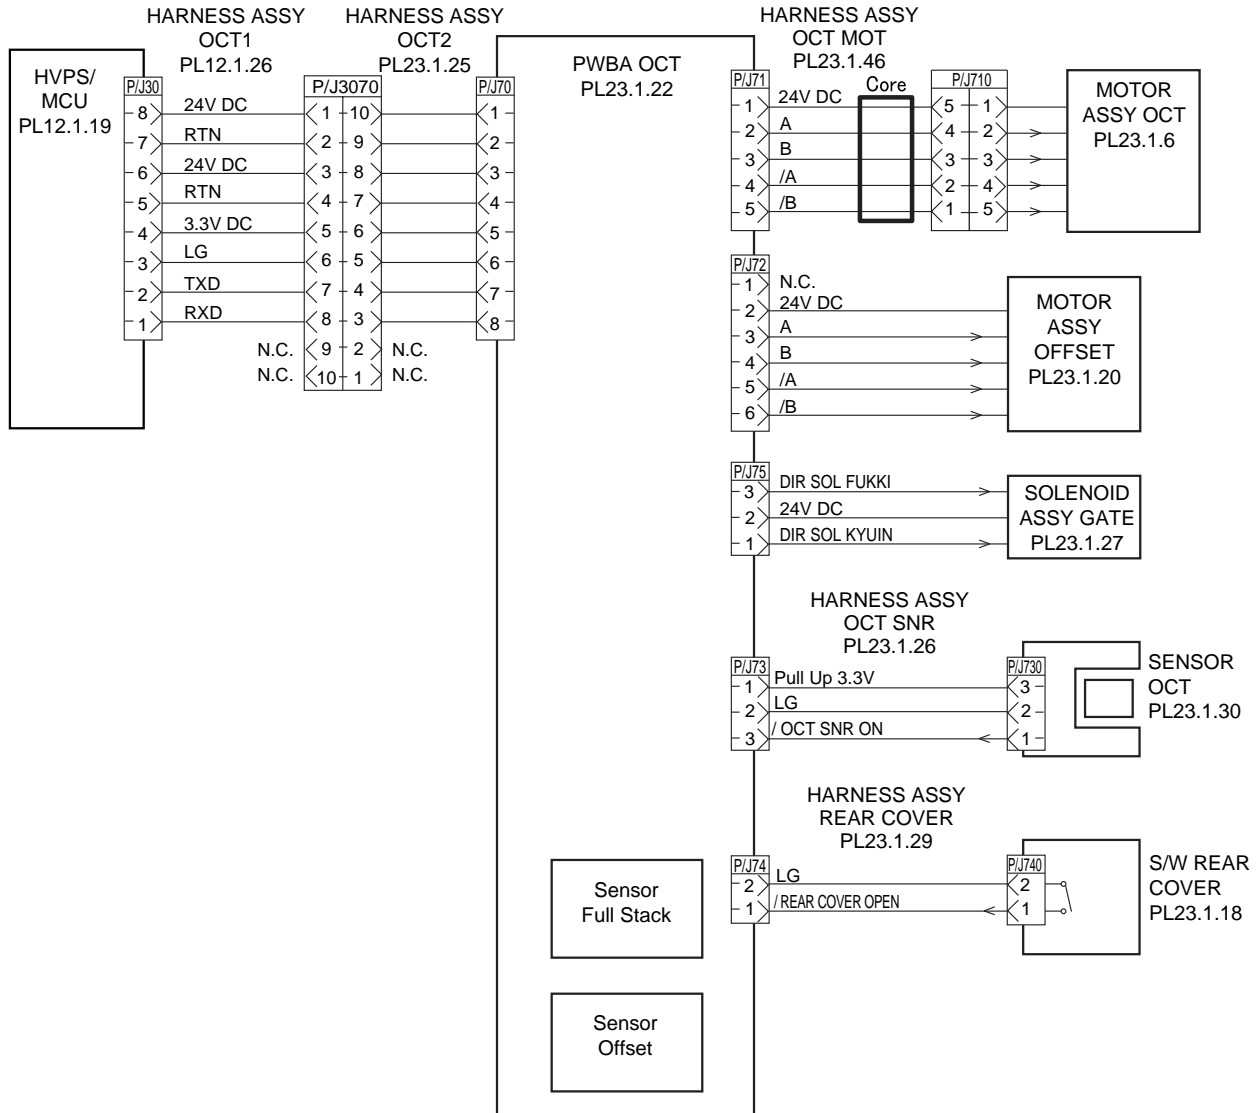 HARNESS ASSY
OCT1
PL12.1.26
HARNESS ASSY
OCT2
PL23.1.25
HARNESS ASSY
OCT MOT
PL23.1.46
HVPS/
MCU
PL12.1.19
P/J30
8
7
6
5
4
3
2
1
24V DC
RTN
24V DC
RTN
3.3V DC
LG
TXD
RXD
N.C.
N.C.
P/J3070
1 10
2 9
3 8
4 7
5 6
6 5
7 4
8 3
9 2
10 1
N.C.
N.C.
P/J70
1
2
3
4
5
6
7
8
PWBA OCT
PL23.1.22
P/J71
1
2
3
4
5
24V DC
A
B
/A
/B
Core
P/J710
5 1
4 2
3 3
2 4
1 5
MOTOR
ASSY OCT
PL23.1.6
P/J72
1
2
3
4
5
6
N.C.
24V DC
A
B
/A
/B
MOTOR
ASSY
OFFSET
PL23.1.20
P/J75
3
2
1
DIR SOL FUKKI
24V DC
DIR SOL KYUIN
SOLENOID
ASSY GATE
PL23.1.27
HARNESS ASSY
OCT SNR
PL23.1.26
P/J73
1
2
3
Pull Up 3.3V
LG
/ OCT SNR ON
P/J730
3
2
1
SENSOR
OCT
PL23.1.30
HARNESS ASSY
REAR COVER
PL23.1.29
P/J74
2
1
LG
/ REAR COVER OPEN
P/J740
2
1
S/W REAR
COVER
PL23.1.18
Sensor
Full Stack
Sensor
Offset